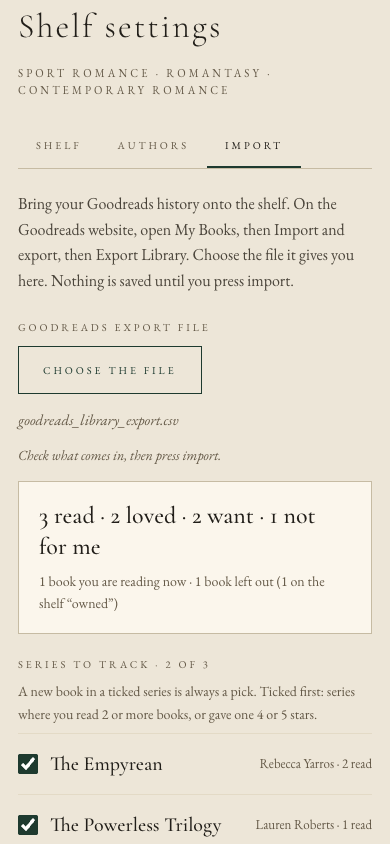 Shelf settings
SPORT ROMANCE · ROMANTASY ·
CONTEMPORARY ROMANCE
SHELF AUTHORS IMPORT
Bring your Goodreads history onto the shelf. On the
Goodreads website, open My Books, then Import and
export, then Export Library. Choose the file it gives you
here. Nothing is saved until you press import.
GOODREADS EXPORT FILE
CHOOSE THE FILE
goodreads_library_export.csv
Check what comes in, then press import.
3 read · 2 loved · 2 want · 1 not
for me
1 book you are reading now · 1 book left out (1 on the
shelf “owned”)
SERIES TO TRACK · 2 OF 3
A new book in a ticked series is always a pick. Ticked first: series
where you read 2 or more books, or gave one 4 or 5 stars.
The Empyrean Rebecca Yarros · 2 read
The Powerless Trilogy Lauren Roberts · 1 read